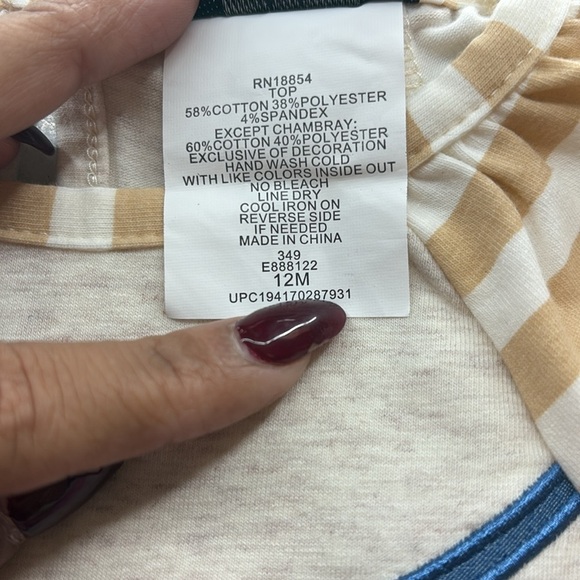 RN18854
TOP
58%COTTON 38%POLYESTER
4%SPANDEX
EXCEPT CHAMBRAY:
60%COTTON 40%POLYESTER
EXCLUSIVE OF DECORATION
HAND WASH COLD
WITH LIKE COLORS INSIDE OUT
NO BLEACH
LINE DRY
COOL IRON ON
REVERSE SIDE
IF NEEDED
MADE IN CHINA
349
E888122
12M
UPC194170287931